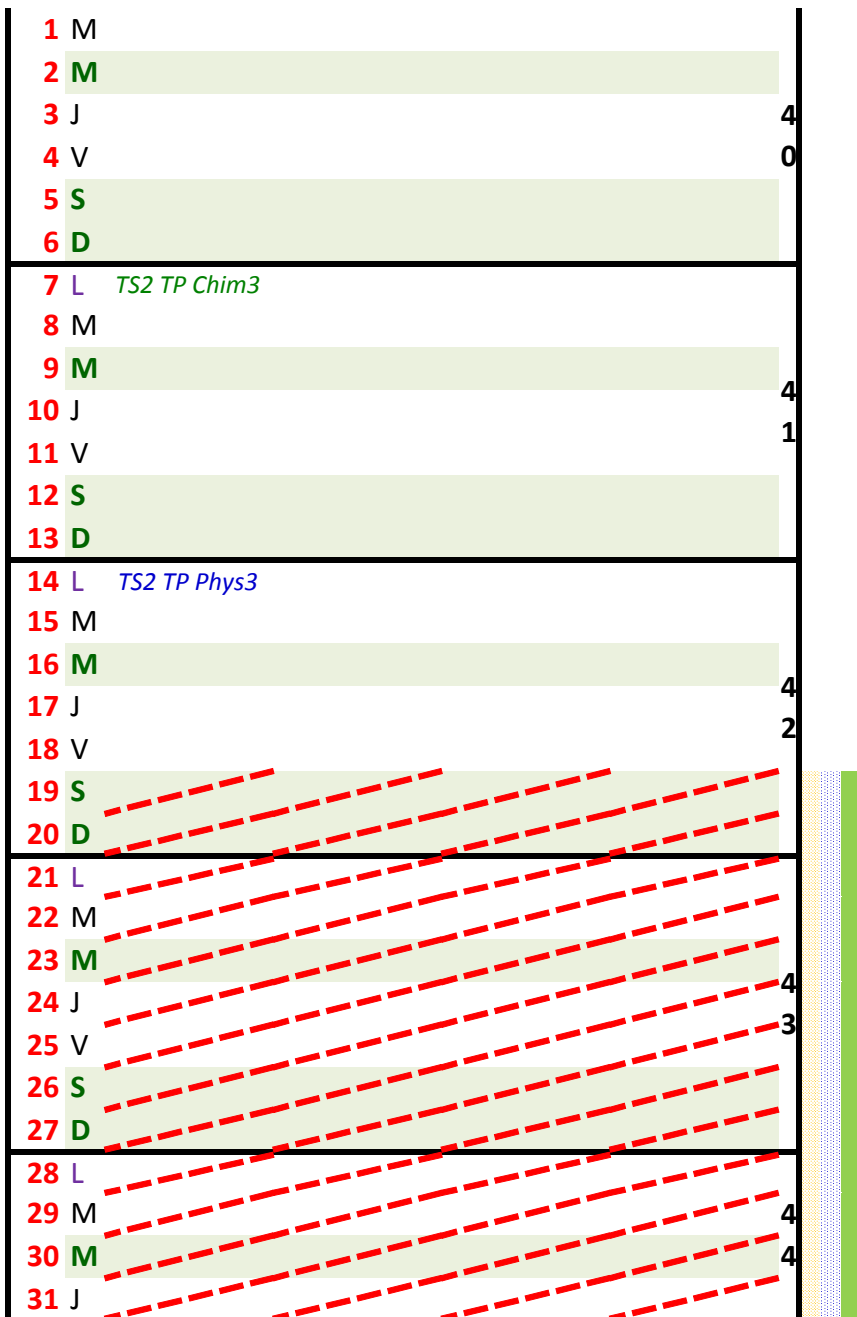 1 M
2 M
3 J
4 V
40
5 S
6 D
7 L TS2 TP Chim3
8 M
9 M
10 J
41
11 V
12 S
13 D
14 L TS2 TP Phys3
15 M
16 M
17 J
42
18 V
19 S
20 D
21 L
22 M
23 M
24 J
43
25 V
26 S
27 D
28 L
29 M
30 M
44
31 J